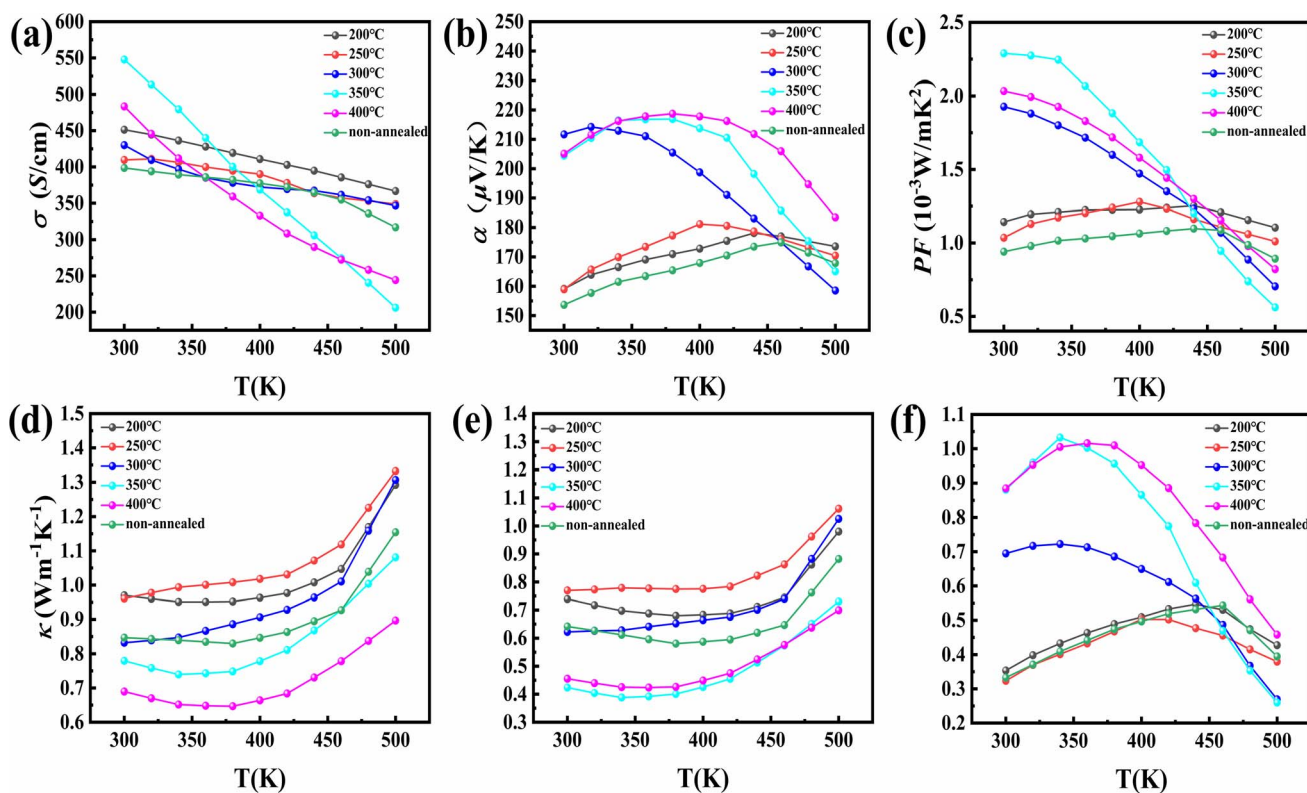 (a)
σ (S/cm)
600
550
500
450
400
350
300
250
200
200°C
250°C
300°C
350°C
400°C
non-annealed
300
350
400
450
500
T(K)
(b)
α (μV/K)
250
240
230
220
210
200
190
180
170
160
150
200°C
250°C
300°C
350°C
400°C
non-annealed
300
350
400
450
500
T(K)
(c)
PF (10⁻³W/mK²)
2.5
2.0
1.5
1.0
0.5
200°C
250°C
300°C
350°C
400°C
non-annealed
300
350
400
450
500
T(K)
(d)
κ (Wm⁻¹K⁻¹)
1.5
1.4
1.3
1.2
1.1
1.0
0.9
0.8
0.7
0.6
200°C
250°C
300°C
350°C
400°C
non-annealed
300
350
400
450
500
T(K)
(e)
1.4
1.3
1.2
1.1
1.0
0.9
0.8
0.7
0.6
0.5
0.4
0.3
200°C
250°C
300°C
350°C
400°C
non-annealed
300
350
400
450
500
T(K)
(f)
1.1
1.0
0.9
0.8
0.7
0.6
0.5
0.4
0.3
0.2
200°C
250°C
300°C
350°C
400°C
non-annealed
300
350
400
450
500
T(K)